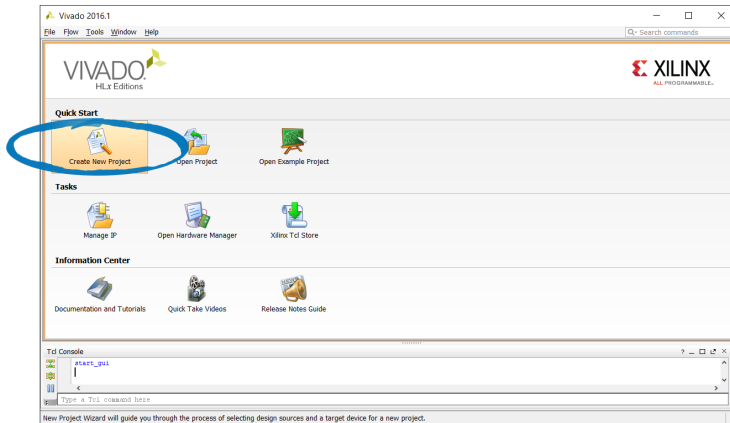 Vivado 2016.1
File Flow Tools Window Help
Search commands
VIVADO.
HLx Editions
XILINX
ALL PROGRAMMABLE.
Quick Start
Create New Project Open Project Open Example Project
Tasks
Manage IP Open Hardware Manager Xilinx Tcl Store
Information Center
Documentation and Tutorials Quick Take Videos Release Notes Guide
Tcl Console
start_gui
Type a Tcl command here
New Project Wizard will guide you through the process of selecting design sources and a target device for a new project.